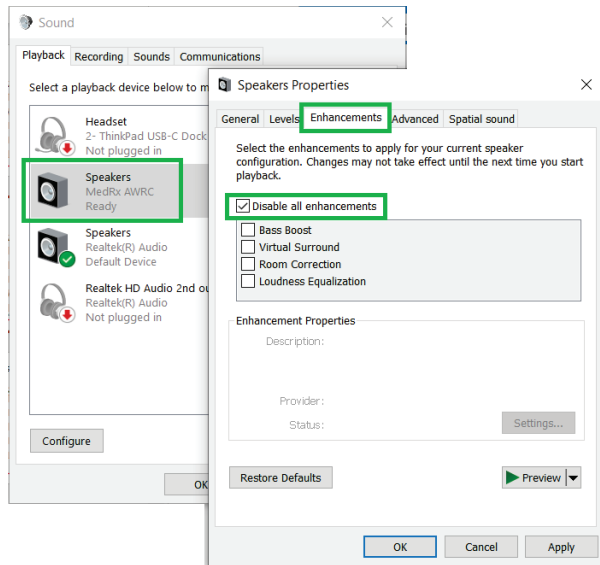 Sound
Playback Recording Sounds Communications
Select a playback device below to m
Headset
2- ThinkPad USB-C Dock
Not plugged in
Speakers
MedRx AWRC
Ready
Speakers
Realtek(R) Audio
Default Device
Realtek HD Audio 2nd ou
Realtek(R) Audio
Not plugged in
Configure
OK
Speakers Properties
General Levels Enhancements Advanced Spatial sound
Select the enhancements to apply for your current speaker
configuration. Changes may not take effect until the next time you start
playback.
Disable all enhancements
Bass Boost
Virtual Surround
Room Correction
Loudness Equalization
Enhancement Properties
Description:
Provider:
Status:
Settings...
Restore Defaults
Preview
OK Cancel Apply